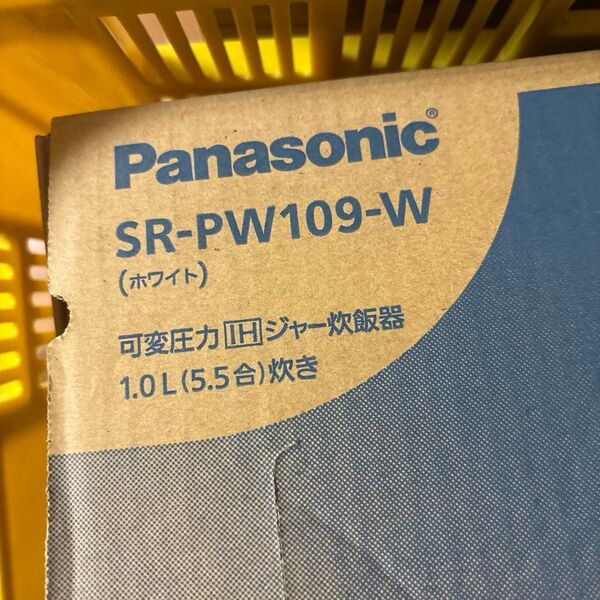 Panasonic®
SR-PW109-W
(ホワイト)
可変圧力IHジャー炊飯器
1.0L(5.5合)炊き